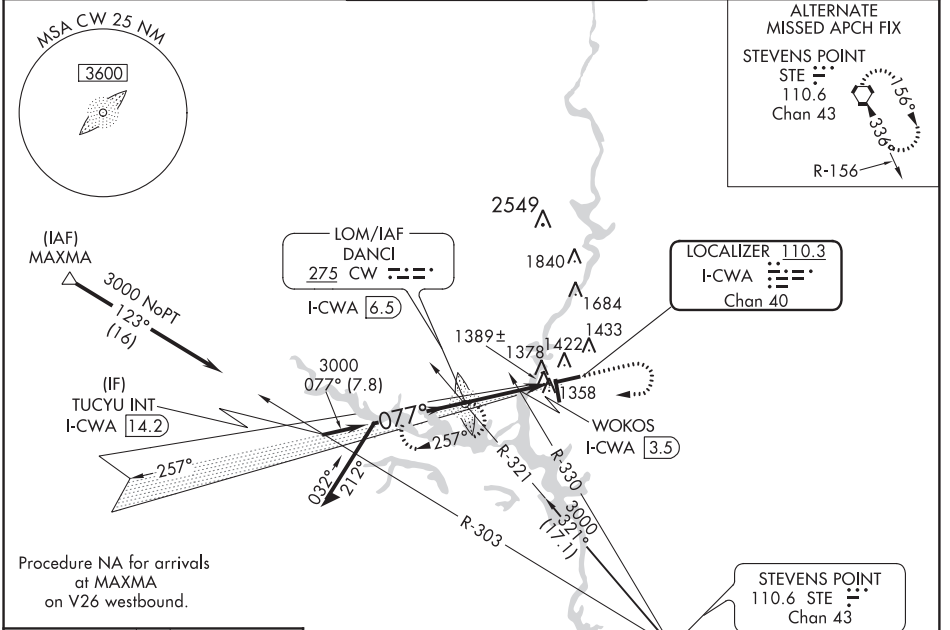 MSA CW 25 NM
3600
ALTERNATE
MISSED APCH FIX
STEVENS POINT
STE
110.6
Chan 43
156°
336°
R-156
(IAF)
MAXMA
3000 NoPT
123°
(16)
LOM/IAF
DANCI
275 CW
I-CWA 6.5
2549
1840
1684
1433
1422
1378
1389±
1358
LOCALIZER 110.3
I-CWA
Chan 40
(IF)
TUCYU INT
I-CWA 14.2
3000
077° (7.8)
077°
257°
257°
032°
212°
WOKOS
I-CWA 3.5
R-321
R-330
R-303
3000
321°
(17.1)
Procedure NA for arrivals
at MAXMA
on V26 westbound.
STEVENS POINT
110.6 STE
Chan 43